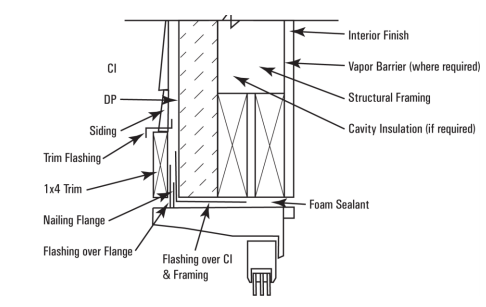 Interior Finish
CI
Vapor Barrier (where required)
DP
Structural Framing
Siding
Cavity Insulation (if required)
Trim Flashing
1x4 Trim
Foam Sealant
Nailing Flange
Flashing over Flange
Flashing over CI
& Framing